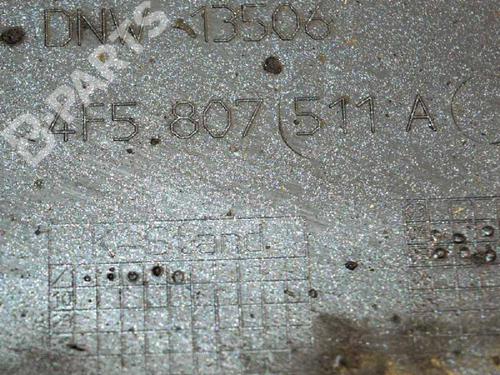 DNW 13506
B-PARTS
4F5 807 511 A
K-Stand